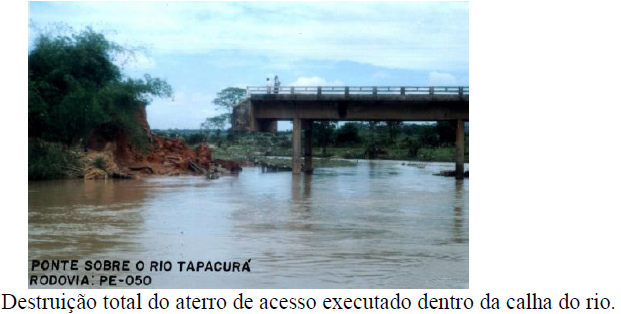 PONTE SOBRE O RIO TAPACURÁ
RODOVIA: PE-050
Destruição total do aterro de acesso executado dentro da calha do rio.